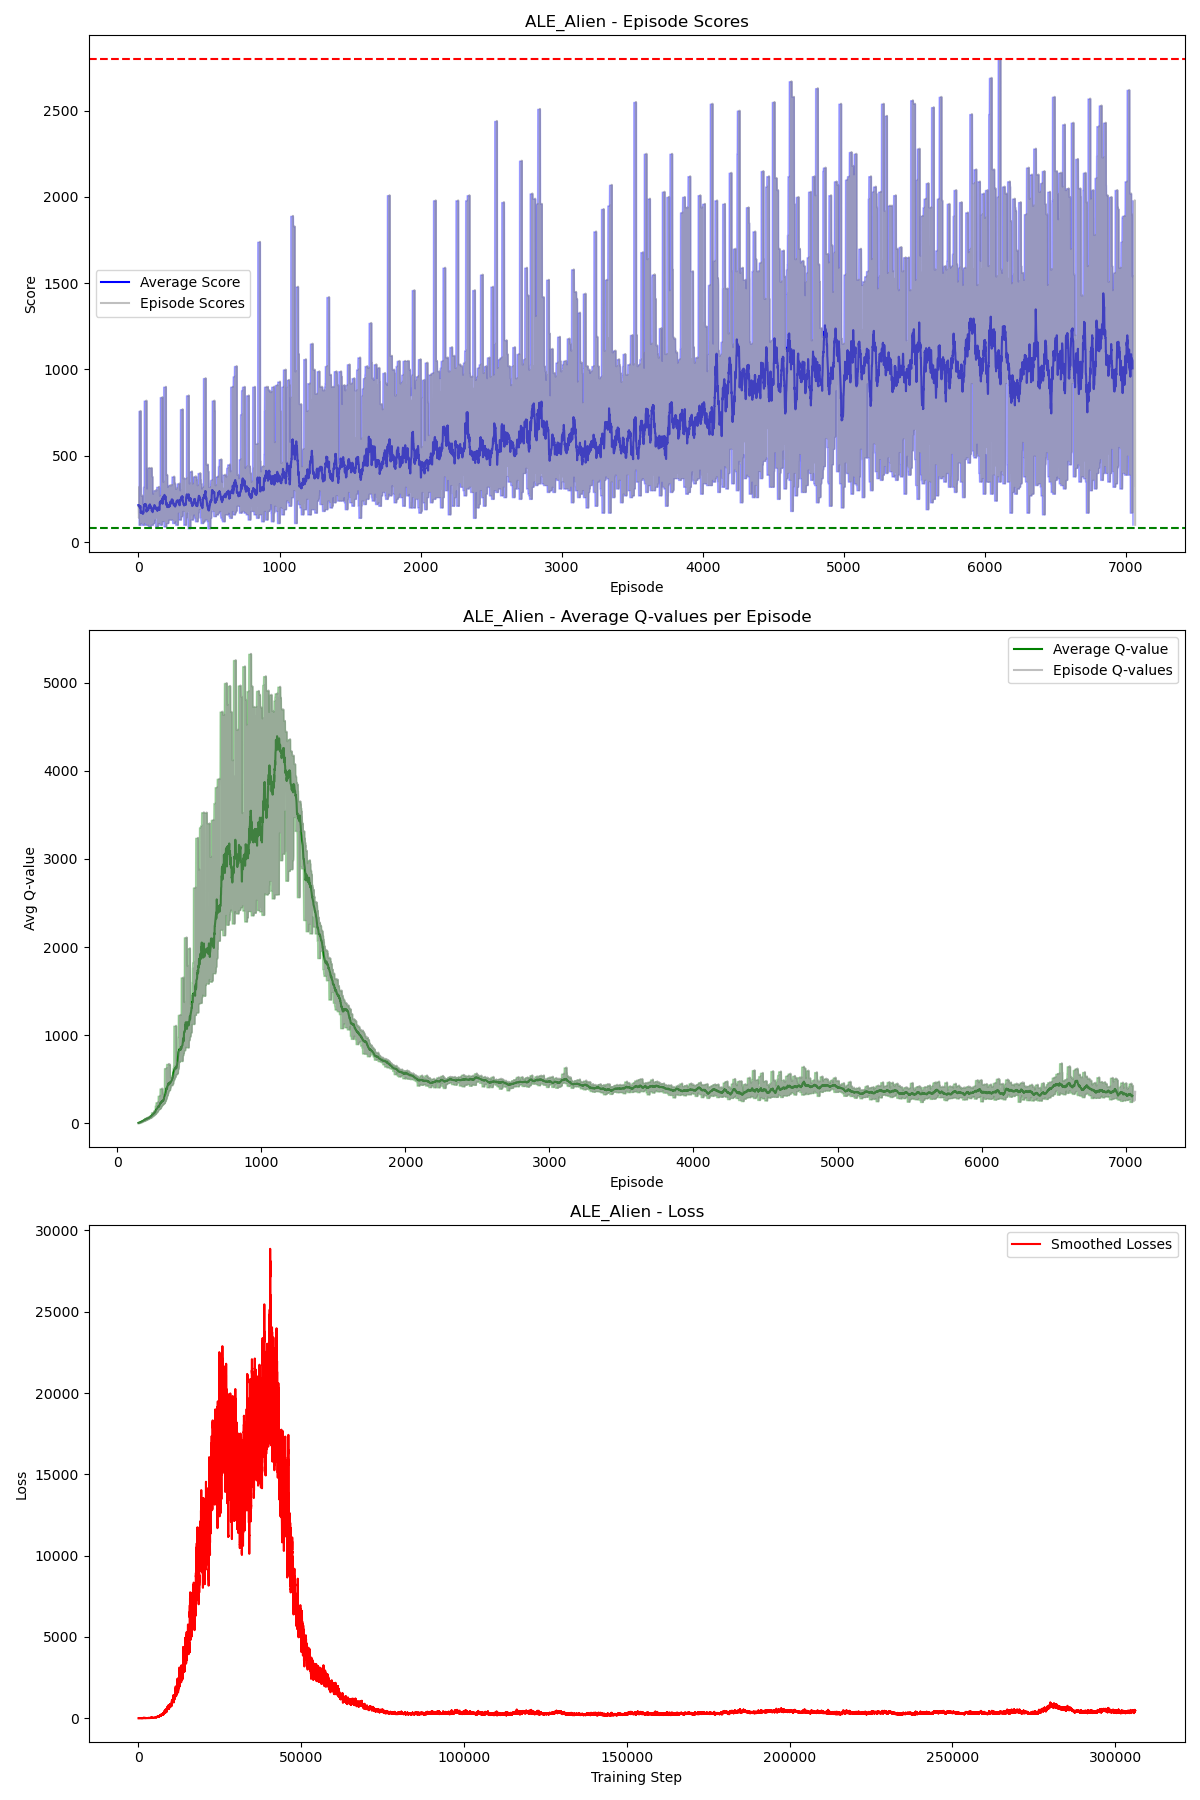 ALE_Alien - Episode Scores
Score
2500
2000
1500
1000
500
0
Average Score
Episode Scores
0 1000 2000 3000 4000 5000 6000 7000
Episode
ALE_Alien - Average Q-values per Episode
Avg Q-value
5000
4000
3000
2000
1000
0
Average Q-value
Episode Q-values
0 1000 2000 3000 4000 5000 6000 7000
Episode
ALE_Alien - Loss
Loss
30000
25000
20000
15000
10000
5000
0
Smoothed Losses
0 50000 100000 150000 200000 250000 300000
Training Step